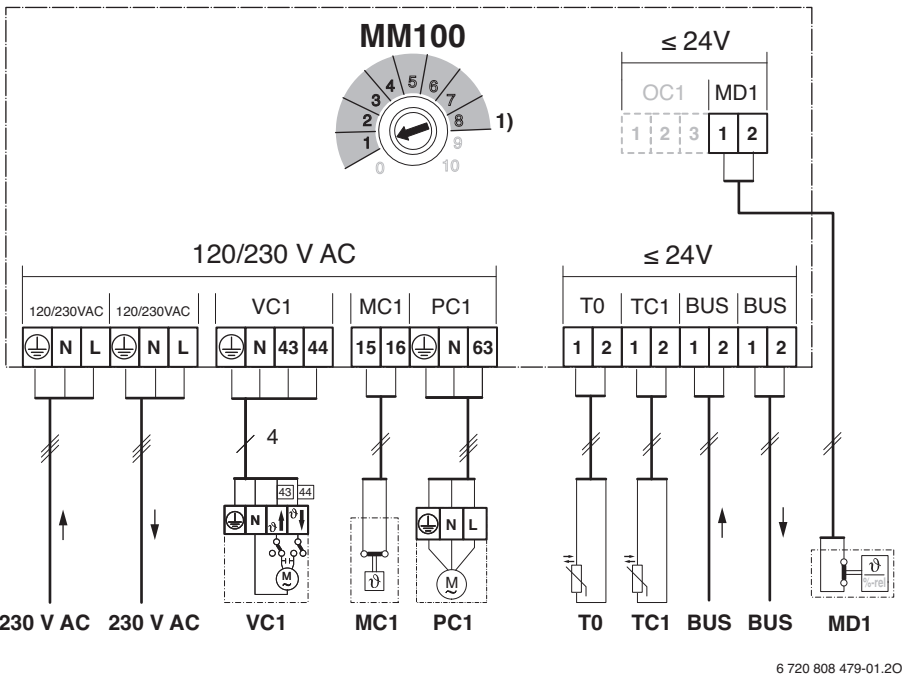 MM100
≤ 24V
OC1 MD1
1 2 3 1 2
0 1 2 3 4 5 6 7 8 9 10
1)
120/230 V AC
≤ 24V
120/230VAC 120/230VAC VC1 MC1 PC1 T0 TC1 BUS BUS
N L N L N 43 44 15 16 N 63 1 2 1 2 1 2 1 2
4
43 44
N ϑ ϑ N L
M ~ ϑ M ~ ϑ %-rel
230 V AC 230 V AC VC1 MC1 PC1 T0 TC1 BUS BUS MD1
6 720 808 479-01.2O